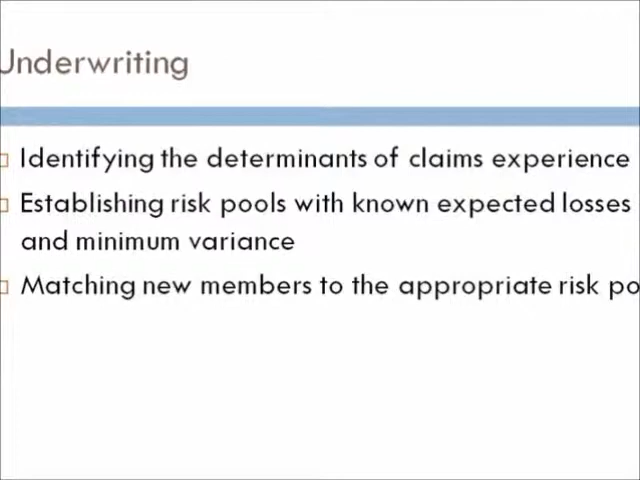 Underwriting
Identifying the determinants of claims experience
Establishing risk pools with known expected losses
and minimum variance
Matching new members to the appropriate risk po